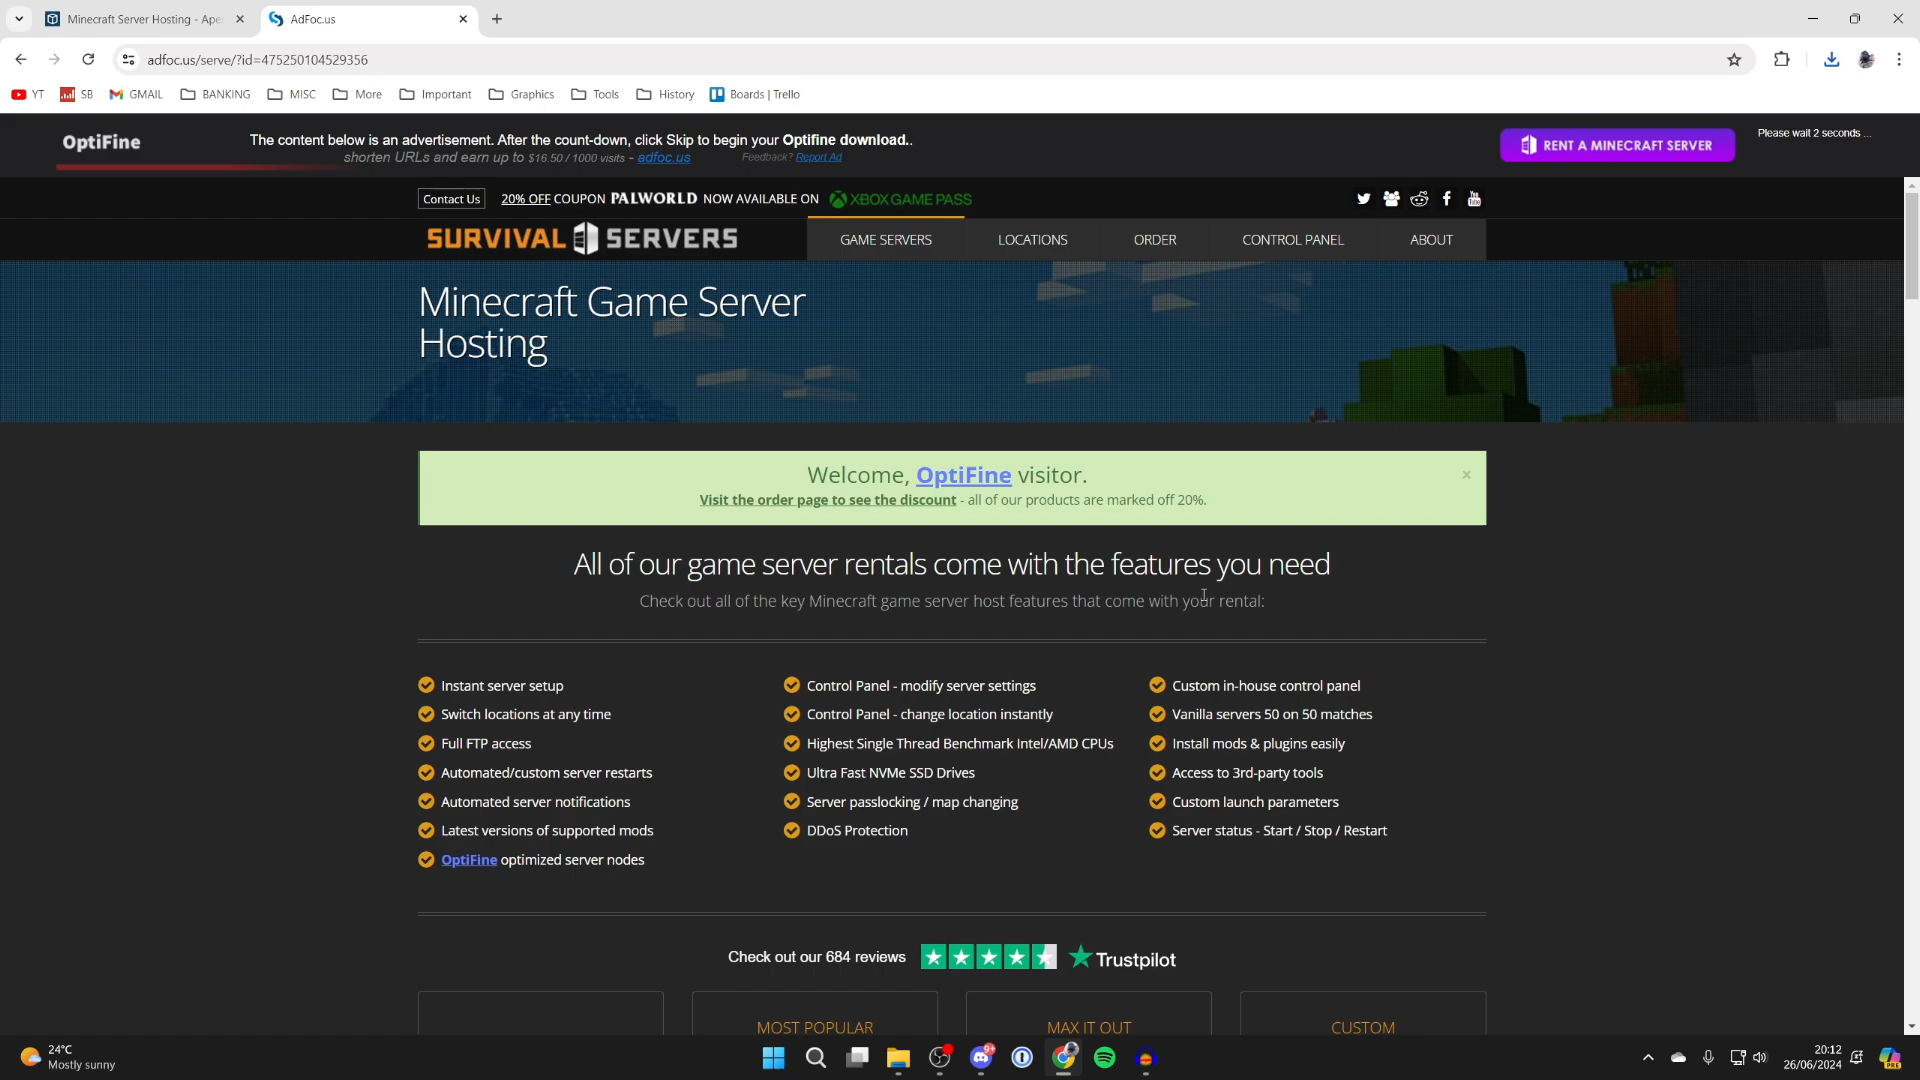 Minecraft Server Hosting - Ape
AdFoc.us
adfoc.us/serve/?id=475250104529356
YT
SB
GMAIL
BANKING
MISC
More
Important
Graphics
Tools
History
Boards | Trello
OptiFine
The content below is an advertisement. After the count-down, click Skip to begin your Optifine download..
shorten URLs and earn up to $16.50 / 1000 visits - adfoc.us
Feedback? Report Ad
RENT A MINECRAFT SERVER
Please wait 2 seconds ...
Contact Us
20% OFF COUPON PALWORLD NOW AVAILABLE ON XBOX GAME PASS
You Tube
SURVIVAL SERVERS
GAME SERVERS
LOCATIONS
ORDER
CONTROL PANEL
ABOUT
Minecraft Game Server
Hosting
Welcome, OptiFine visitor.
×
Visit the order page to see the discount - all of our products are marked off 20%.
All of our game server rentals come with the features you need
Check out all of the key Minecraft game server host features that come with your rental:
Instant server setup
Switch locations at any time
Full FTP access
Automated/custom server restarts
Automated server notifications
Latest versions of supported mods
OptiFine optimized server nodes
Control Panel - modify server settings
Control Panel - change location instantly
Highest Single Thread Benchmark Intel/AMD CPUs
Ultra Fast NVMe SSD Drives
Server passlocking / map changing
DDoS Protection
Custom in-house control panel
Vanilla servers 50 on 50 matches
Install mods & plugins easily
Access to 3rd-party tools
Custom launch parameters
Server status - Start / Stop / Restart
Check out our 684 reviews
Trustpilot
MOST POPULAR
MAX IT OUT
CUSTOM
24°C
Mostly sunny
9+
20:12
26/06/2024
PRE